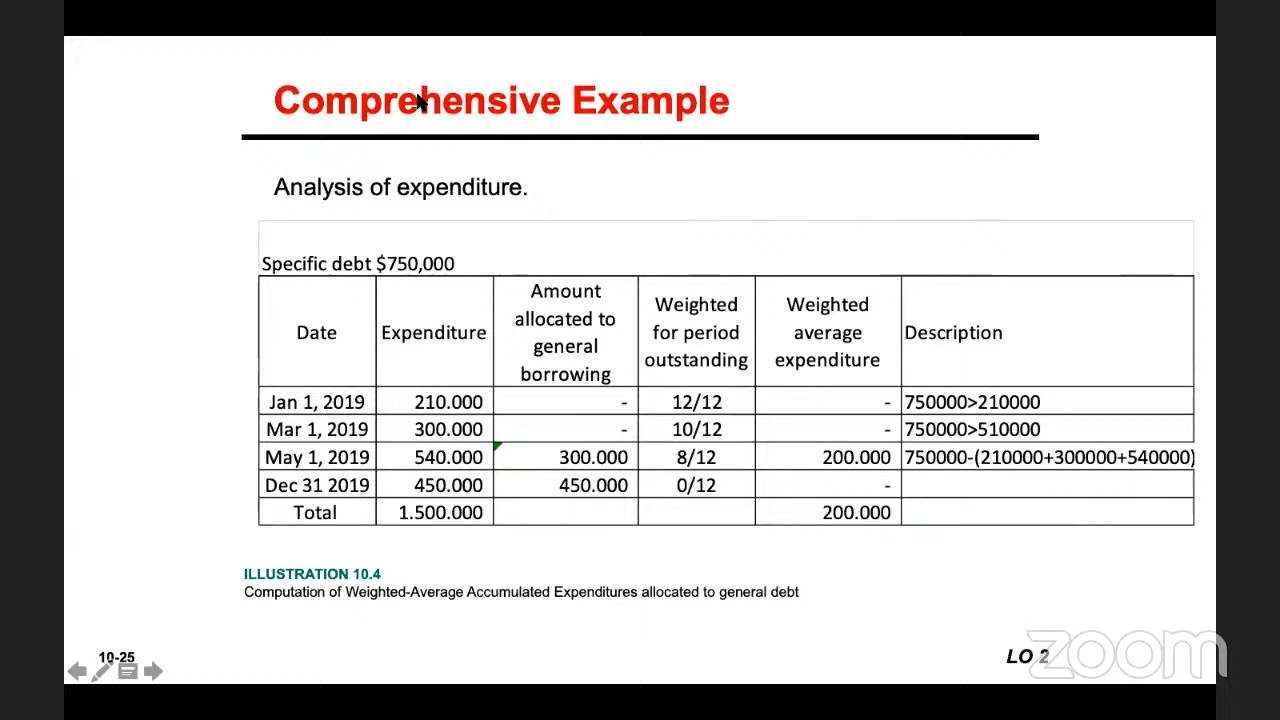 Comprehensive Example
Analysis of expenditure.
Specific debt $750,000
Date Expenditure Amount allocated to general borrowing Weighted for period outstanding Weighted average expenditure Description
Jan 1, 2019 210.000 - 12/12 - 750000>210000
Mar 1, 2019 300.000 - 10/12 - 750000>510000
May 1, 2019 540.000 300.000 8/12 200.000 750000-(210000+300000+540000)
Dec 31 2019 450.000 450.000 0/12 -
Total 1.500.000 200.000
ILLUSTRATION 10.4
Computation of Weighted-Average Accumulated Expenditures allocated to general debt
10-25
LO 2
zoom